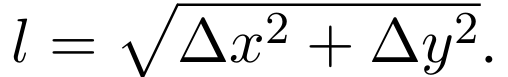 l = √(Δx² + Δy²).